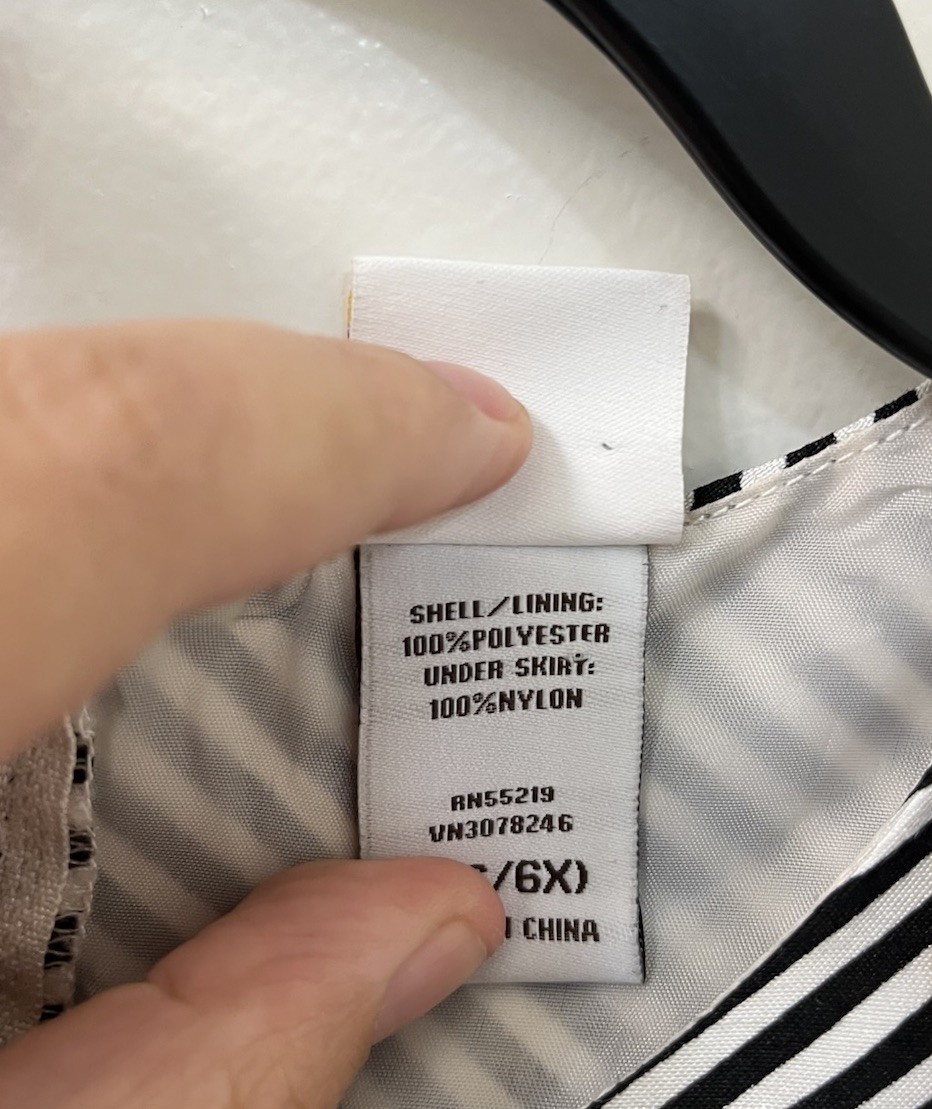 SHELL/LINING:
100%POLYESTER
UNDER SKIRT:
100%NYLON
RN55219
VN3078246
/6X)
CHINA